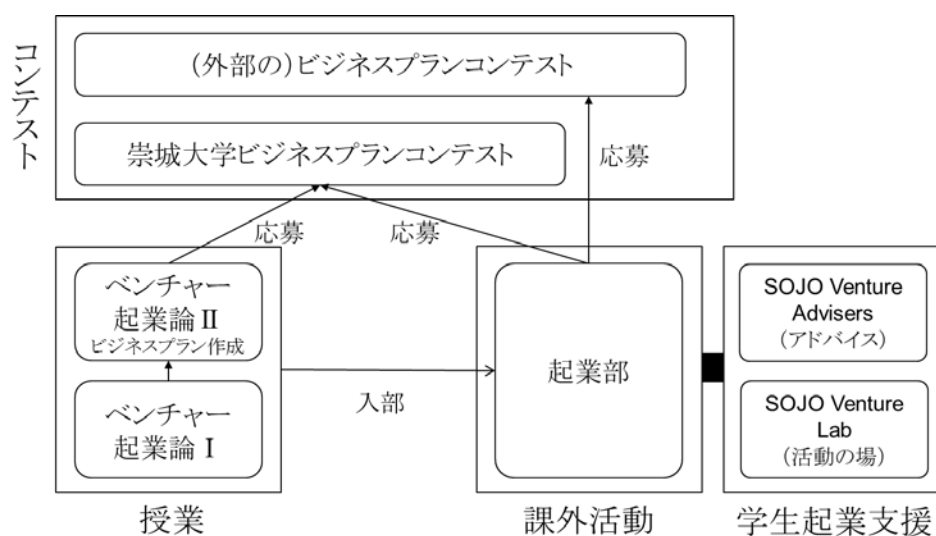 コンテスト
(外部の)ビジネスプランコンテスト
崇城大学ビジネスプランコンテスト
応募
応募
応募
ベンチャー
起業論Ⅱ
ビジネスプラン作成
ベンチャー
起業論Ⅰ
入部
起業部
SOJO Venture
Advisers
(アドバイス)
SOJO Venture
Lab
(活動の場)
授業
課外活動
学生起業支援